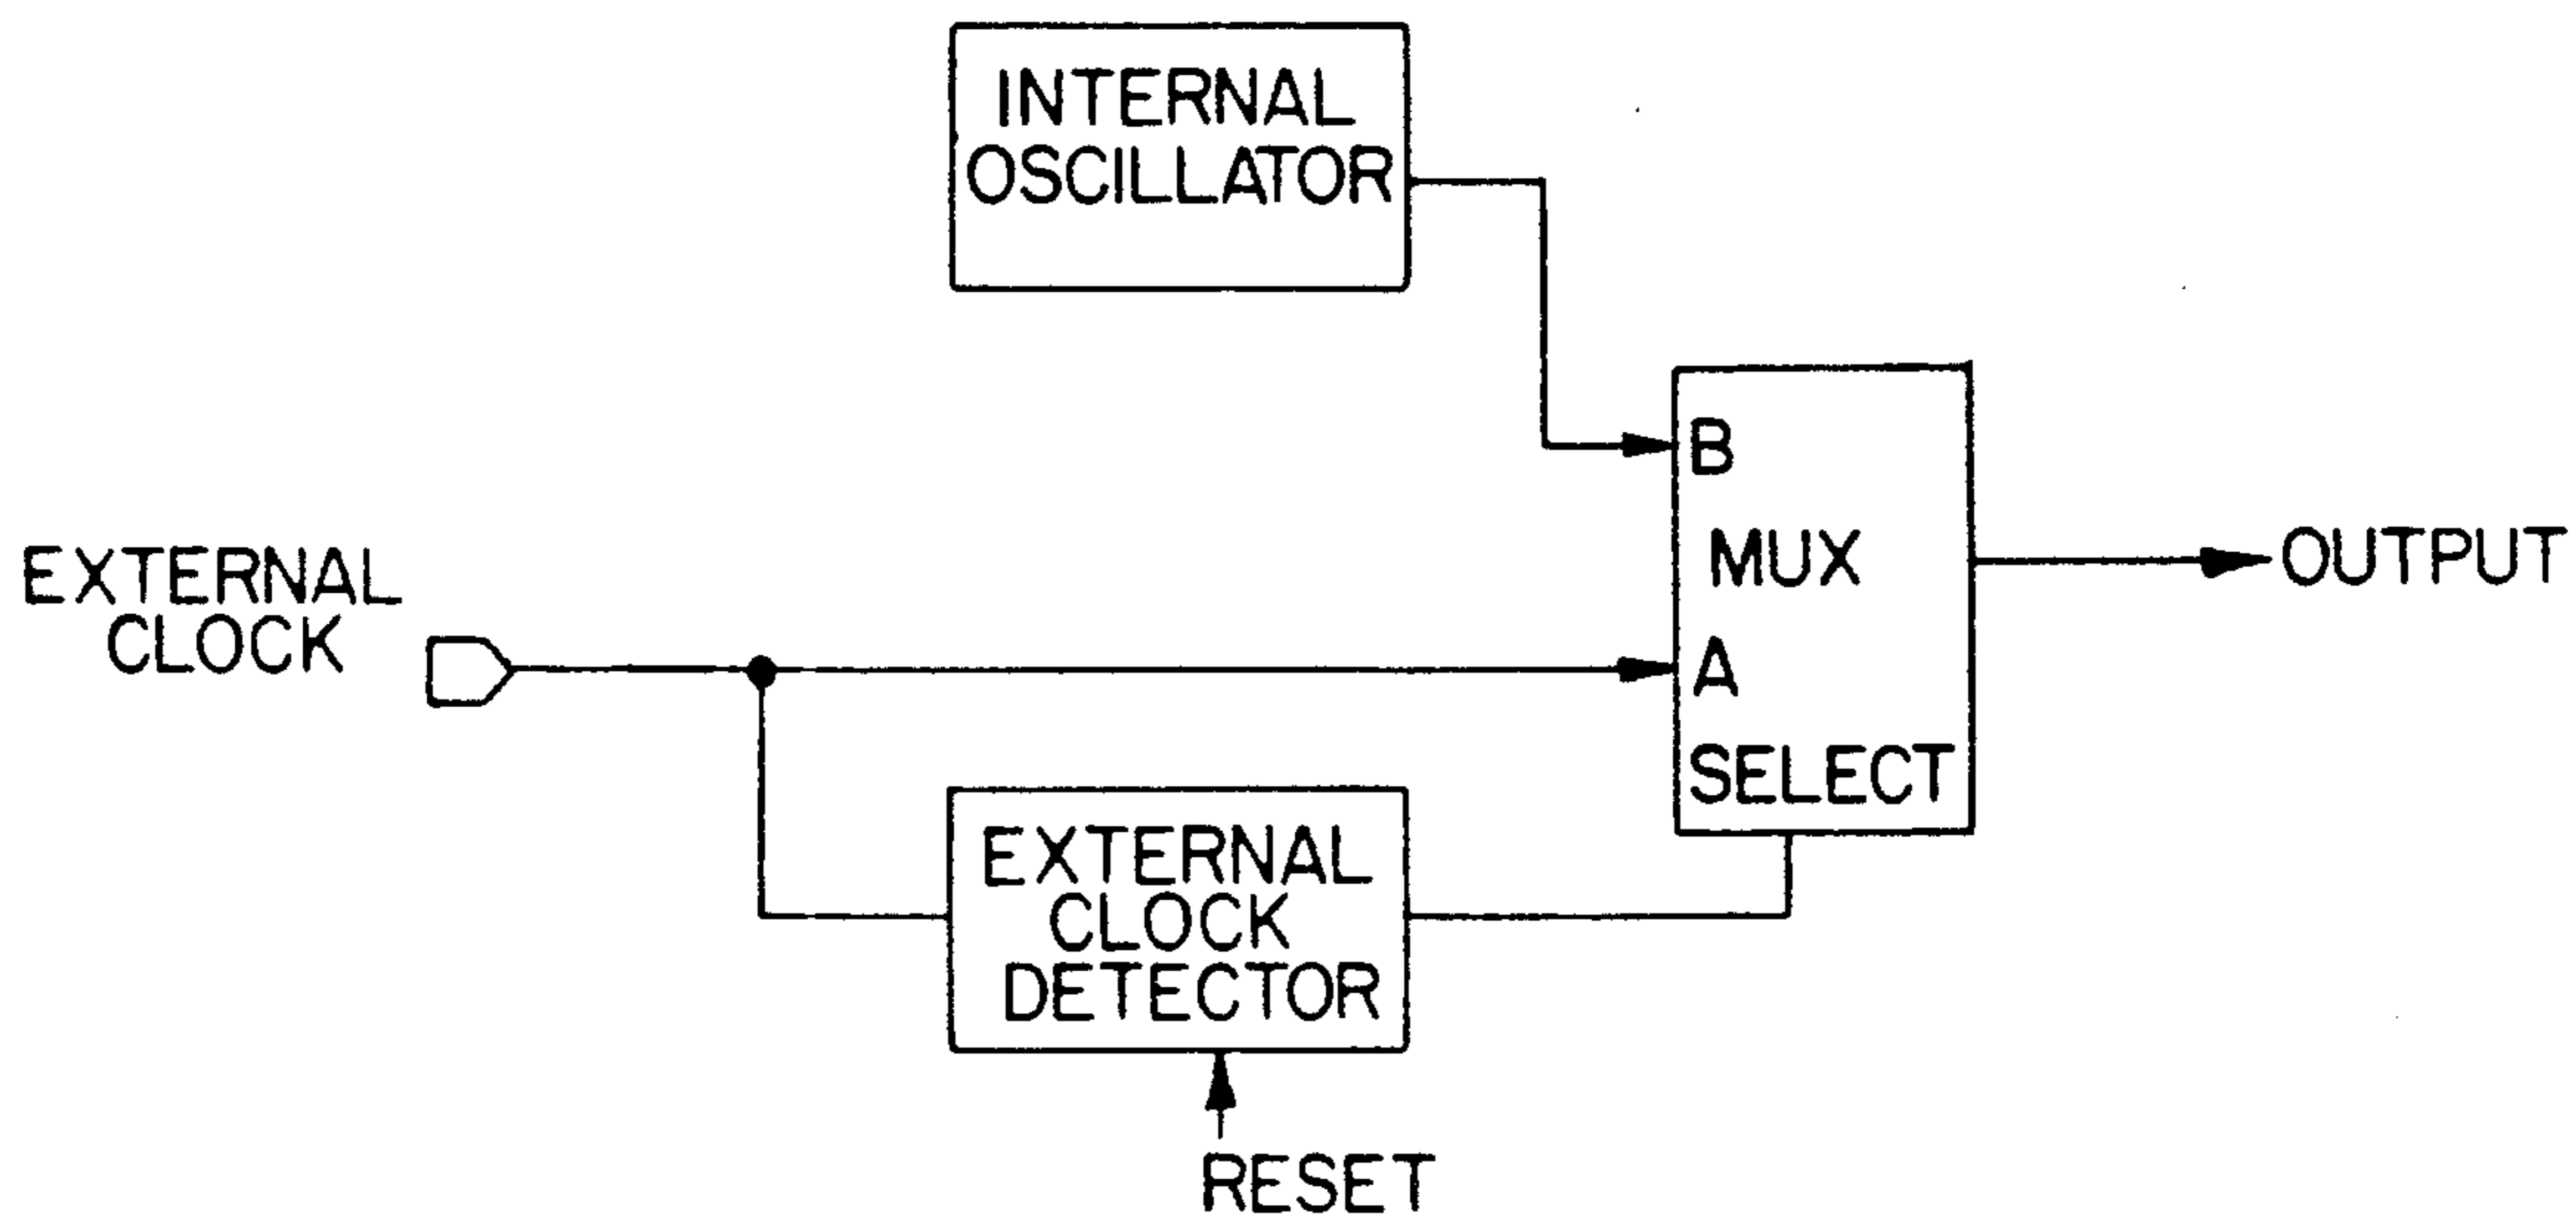 INTERNAL
OSCILLATOR
B
MUX
OUTPUT
EXTERNAL
CLOCK
A
SELECT
EXTERNAL
CLOCK
DETECTOR
RESET